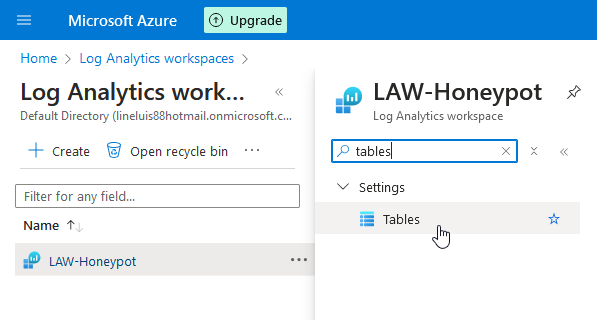 Microsoft Azure
Upgrade
Home > Log Analytics workspaces >
Log Analytics work...
Default Directory (lineluis88hotmail.onmicrosoft.c...
Create
Open recycle bin
Filter for any field...
Name
LAW-Honeypot
LAW-Honeypot
Log Analytics workspace
tables
Settings
Tables